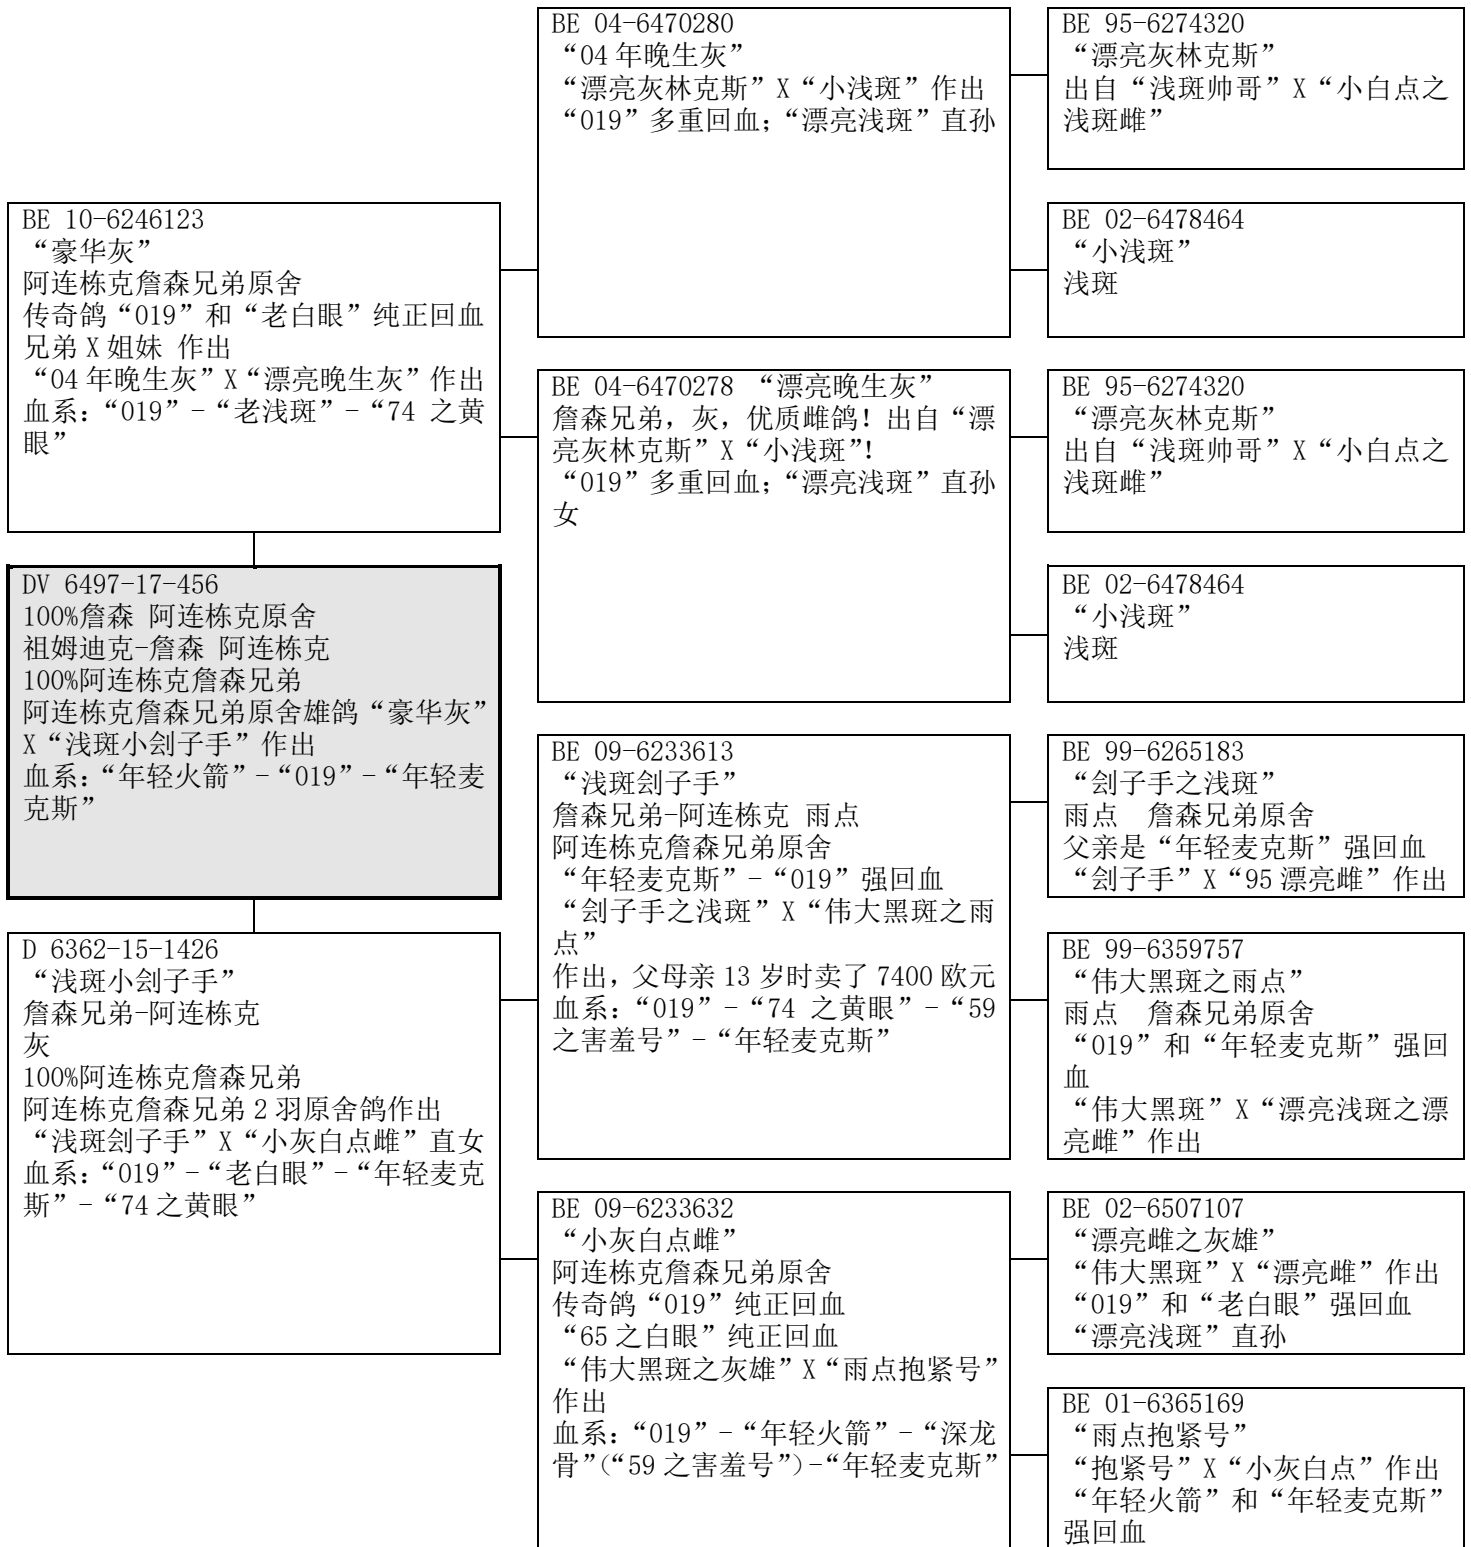 BE 04-6470280
“04 年晚生灰”
“漂亮灰林克斯”X“小浅斑”作出
“019”多重回血；“漂亮浅斑”直孙
BE 95-6274320
“漂亮灰林克斯”
出自“浅斑帅哥”X“小白点之
浅斑雌”
BE 10-6246123
“豪华灰”
阿连栋克詹森兄弟原舍
传奇鸽“019”和“老白眼”纯正回血
兄弟 X 姐妹 作出
“04 年晚生灰”X“漂亮晚生灰”作出
血系：“019”-“老浅斑”-“74 之黄
眼”
BE 02-6478464
“小浅斑”
浅斑
BE 04-6470278 “漂亮晚生灰”
詹森兄弟，灰，优质雌鸽！出自“漂
亮灰林克斯”X“小浅斑”！
“019”多重回血；“漂亮浅斑”直孙
女
BE 95-6274320
“漂亮灰林克斯”
出自“浅斑帅哥”X“小白点之
浅斑雌”
DV 6497-17-456
100%詹森 阿连栋克原舍
祖姆迪克-詹森 阿连栋克
100%阿连栋克詹森兄弟
阿连栋克詹森兄弟原舍雄鸽“豪华灰”
X“浅斑小刽子手”作出
血系：“年轻火箭”-“019”-“年轻麦
克斯”
BE 02-6478464
“小浅斑”
浅斑
BE 09-6233613
“浅斑刽子手”
詹森兄弟-阿连栋克 雨点
阿连栋克詹森兄弟原舍
“年轻麦克斯”-“019”强回血
“刽子手之浅斑”X“伟大黑斑之雨
点”
作出，父母亲 13 岁时卖了 7400 欧元
血系：“019”-“74 之黄眼”-“59
之害羞号”-“年轻麦克斯”
BE 99-6265183
“刽子手之浅斑”
雨点 詹森兄弟原舍
父亲是“年轻麦克斯”强回血
“刽子手”X“95 漂亮雌”作出
D 6362-15-1426
“浅斑小刽子手”
詹森兄弟-阿连栋克
灰
100%阿连栋克詹森兄弟
阿连栋克詹森兄弟 2 羽原舍鸽作出
“浅斑刽子手”X“小灰白点雌”直女
血系：“019”-“老白眼”-“年轻麦克
斯”-“74 之黄眼”
BE 99-6359757
“伟大黑斑之雨点”
雨点 詹森兄弟原舍
“019”和“年轻麦克斯”强回
血
“伟大黑斑”X“漂亮浅斑之漂
亮雌”作出
BE 09-6233632
“小灰白点雌”
阿连栋克詹森兄弟原舍
传奇鸽“019”纯正回血
“65 之白眼”纯正回血
“伟大黑斑之灰雄”X“雨点抱紧号”
作出
血系：“019”-“年轻火箭”-“深龙
骨”（“59 之害羞号”）-“年轻麦克斯”
BE 02-6507107
“漂亮雌之灰雄”
“伟大黑斑”X“漂亮雌”作出
“019”和“老白眼”强回血
“漂亮浅斑”直孙
BE 01-6365169
“雨点抱紧号”
“抱紧号”X“小灰白点”作出
“年轻火箭”和“年轻麦克斯”
强回血